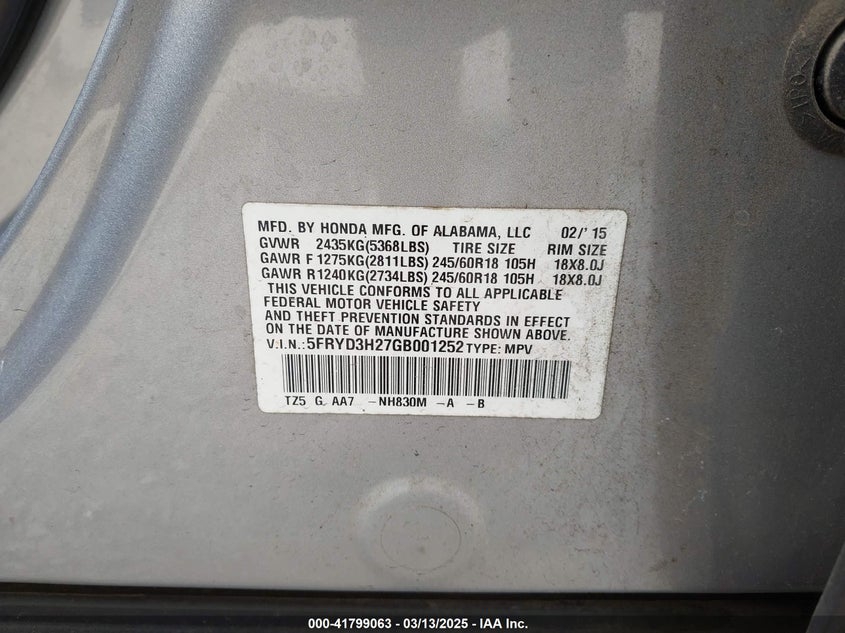 MFD. BY HONDA MFG. OF ALABAMA, LLC 02/' 15
GVWR 2435KG(5368LBS) TIRE SIZE RIM SIZE
GAWR F 1275KG(2811LBS) 245/60R18 105H 18X8.0J
GAWR R1240KG(2734LBS) 245/60R18 105H 18X8.0J
THIS VEHICLE CONFORMS TO ALL APPLICABLE
FEDERAL MOTOR VEHICLE SAFETY
AND THEFT PREVENTION STANDARDS IN EFFECT
ON THE DATE OF MANUFACTURE SHOWN ABOVE.
V.I.N.: 5FRYD3H27GB001252 TYPE: MPV
TZ5 G AA7 -NH830M -A -B
000-41799063 - 03/13/2025 - IAA Inc.